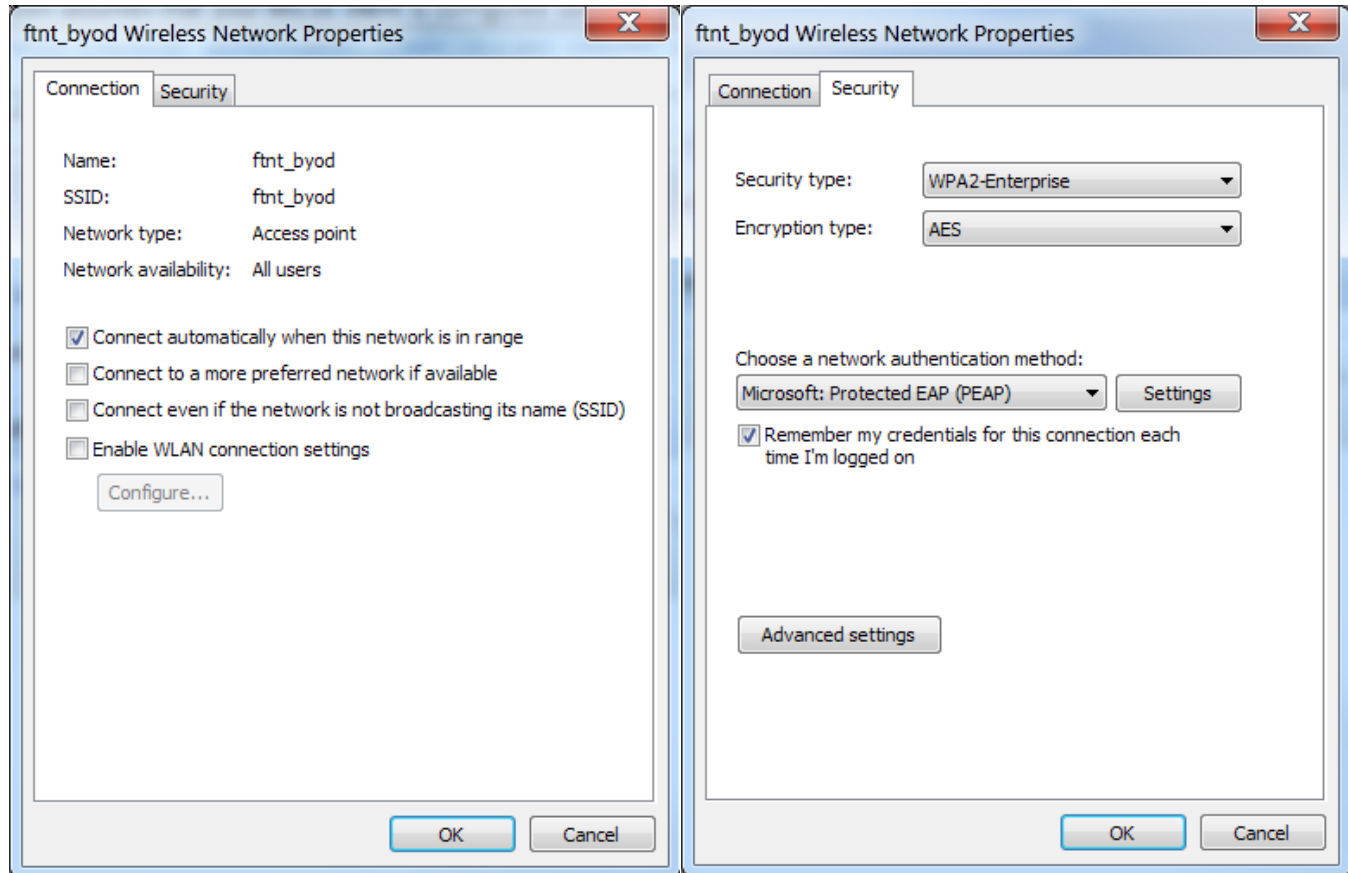 ftnt_byod Wireless Network Properties
Connection
Security
Name: ftnt_byod
SSID: ftnt_byod
Network type: Access point
Network availability: All users
Connect automatically when this network is in range
Connect to a more preferred network if available
Connect even if the network is not broadcasting its name (SSID)
Enable WLAN connection settings
Configure...
OK
Cancel
ftnt_byod Wireless Network Properties
Connection
Security
Security type: WPA2-Enterprise
Encryption type: AES
Choose a network authentication method:
Microsoft: Protected EAP (PEAP)
Settings
Remember my credentials for this connection each
time I'm logged on
Advanced settings
OK
Cancel